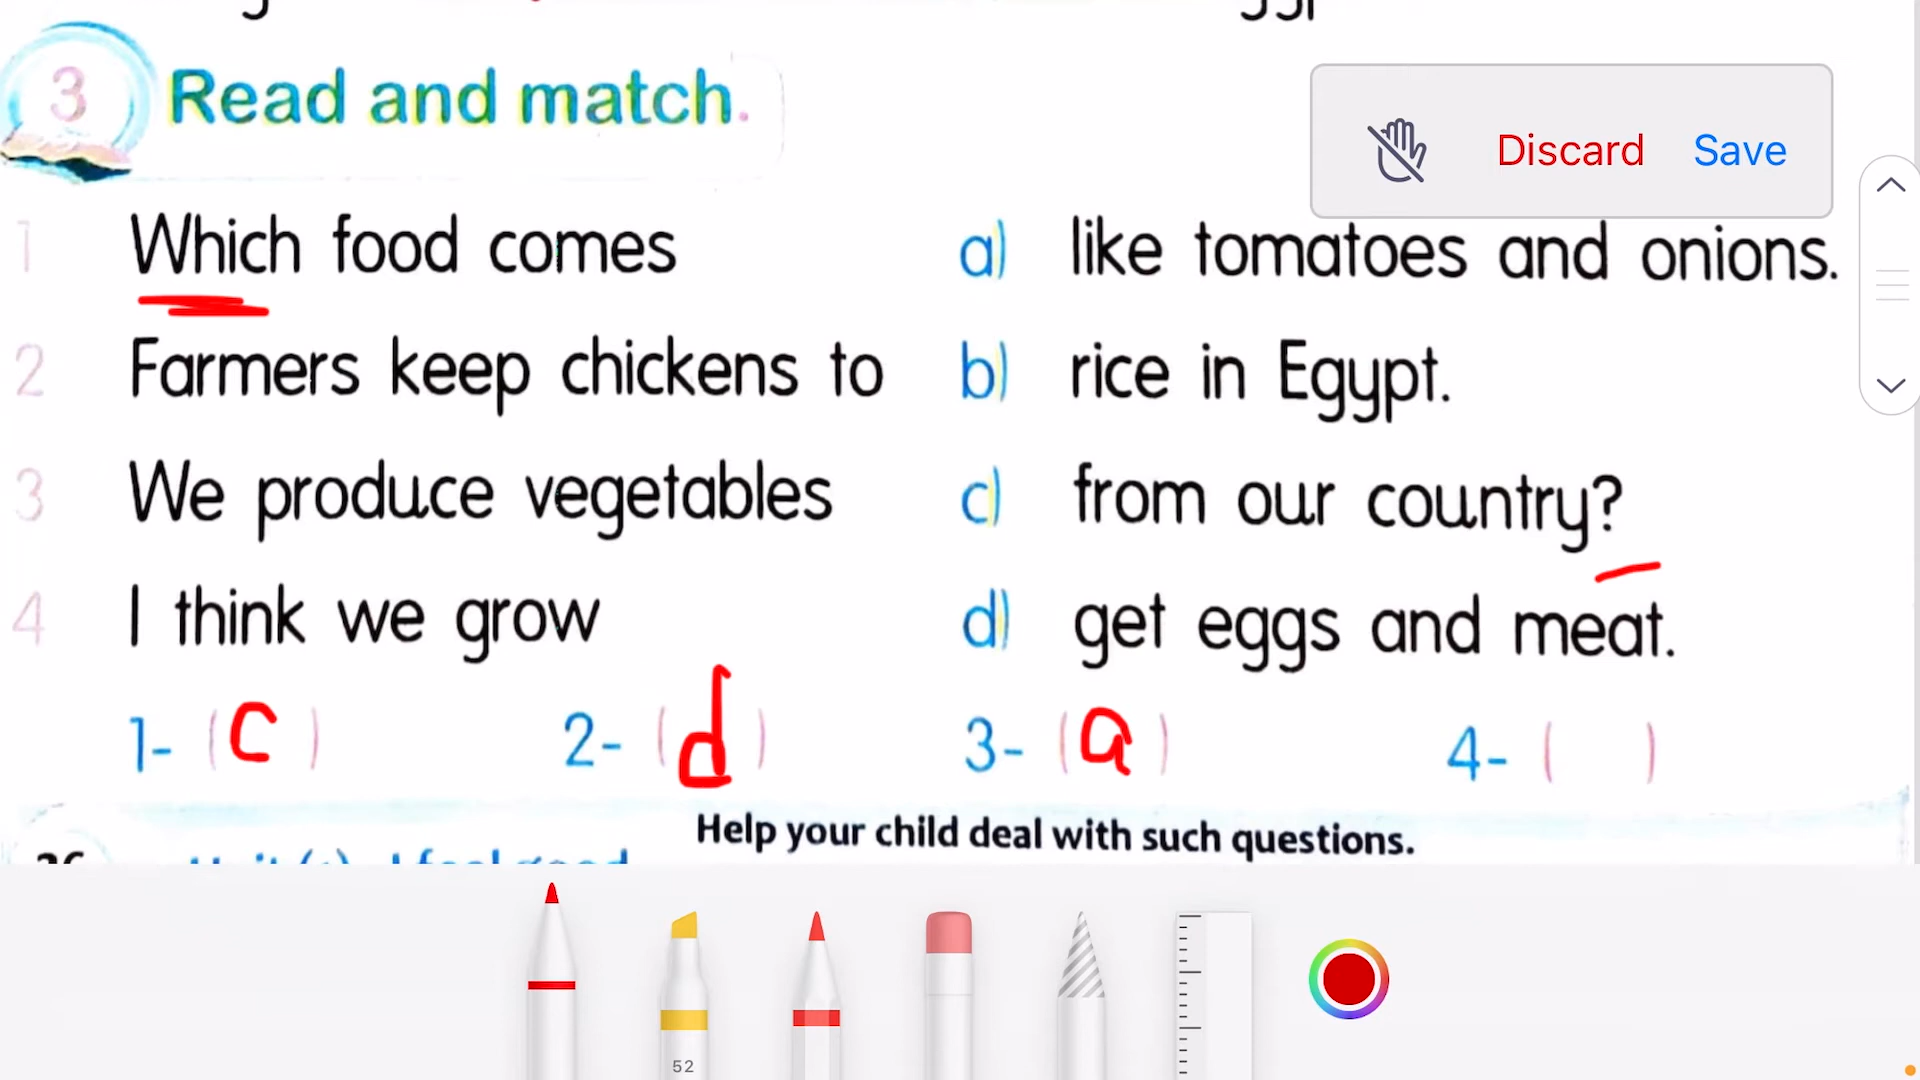 3 Read and match.
Discard Save
1 Which food comes a) like tomatoes and onions.
2 Farmers keep chickens to b) rice in Egypt.
3 We produce vegetables c) from our country?
4 I think we grow d) get eggs and meat.
1- ( c ) 2- ( d ) 3- ( a ) 4- ( )
Help your child deal with such questions.
52